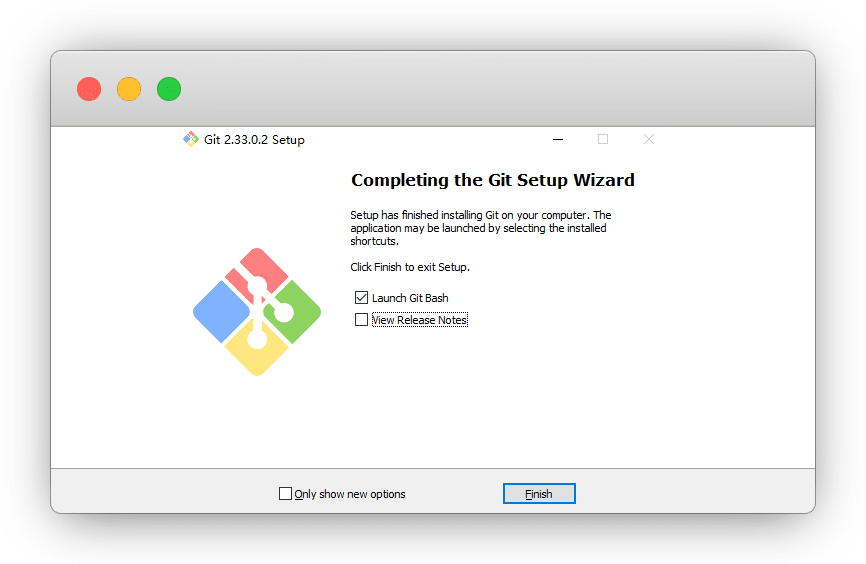 Git 2.33.0.2 Setup
Completing the Git Setup Wizard
Setup has finished installing Git on your computer. The
application may be launched by selecting the installed
shortcuts.
Click Finish to exit Setup.
Launch Git Bash
View Release Notes
Only show new options
Finish